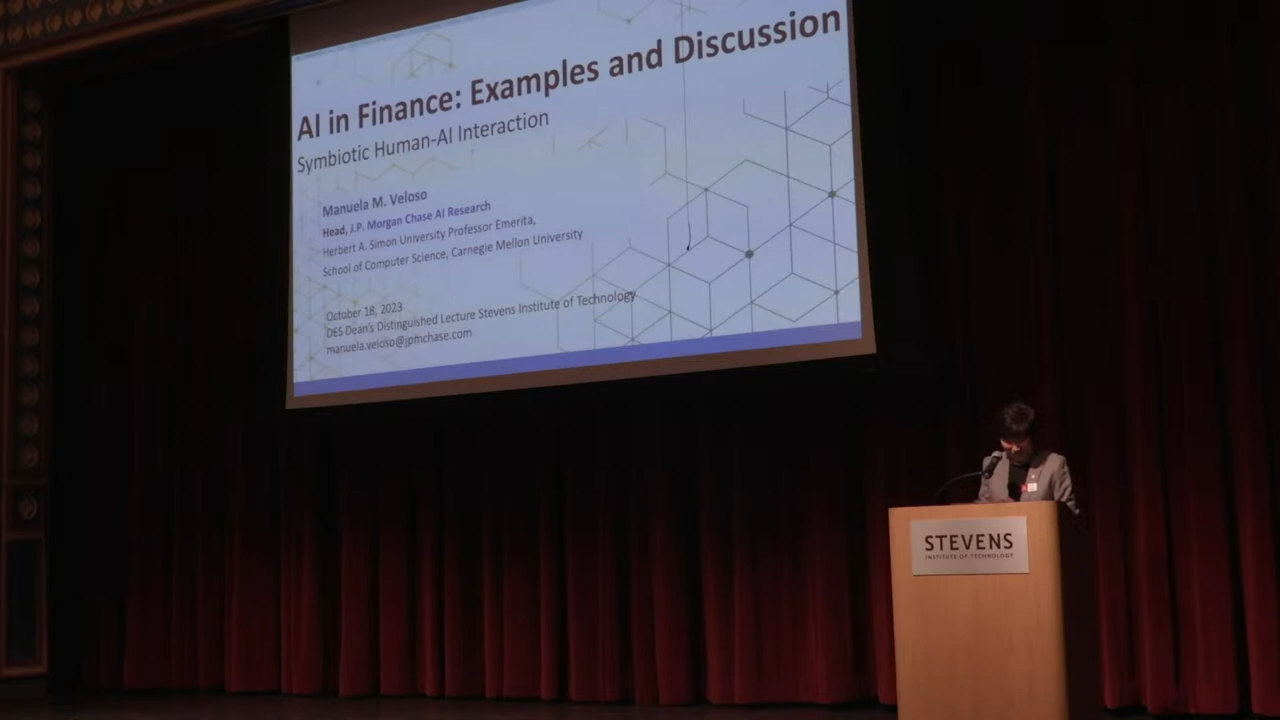 AI in Finance: Examples and Discussion
Symbiotic Human-AI Interaction
Manuela M. Veloso
Head, J.P. Morgan Chase AI Research
Herbert A. Simon University Professor Emerita,
School of Computer Science, Carnegie Mellon University
October 18, 2023
DES Dean's Distinguished Lecture Stevens Institute of Technology
manuela.veloso@jpmchase.com
STEVENS
INSTITUTE OF TECHNOLOGY